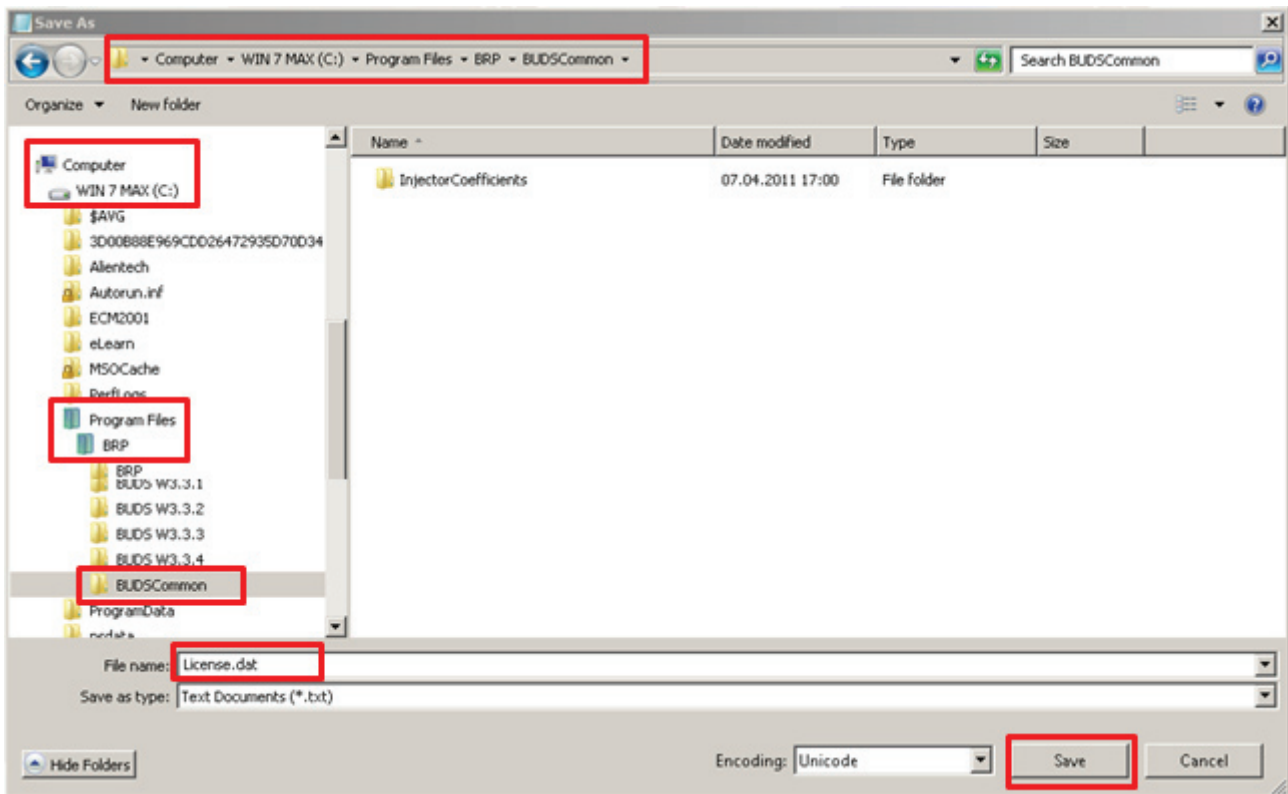 Save As
Computer WIN 7 MAX (C:) Program Files BRP BUDSCommon
Search BUDSCommon
Organize New folder
Name Date modified Type Size
InjectorCoefficients 07.04.2011 17:00 File folder
Computer
WIN 7 MAX (C:)
$AVG
3D00B88E969CDD26472935D70D34
Alientech
Autorun.inf
ECM2001
eLearn
MSOCache
PerfLogs
Program Files
BRP
BRP
BUDS W3.3.1
BUDS W3.3.2
BUDS W3.3.3
BUDS W3.3.4
BUDSCommon
ProgramData
File name: License.dat
Save as type: Text Documents (*.txt)
Hide Folders
Encoding: Unicode
Save
Cancel